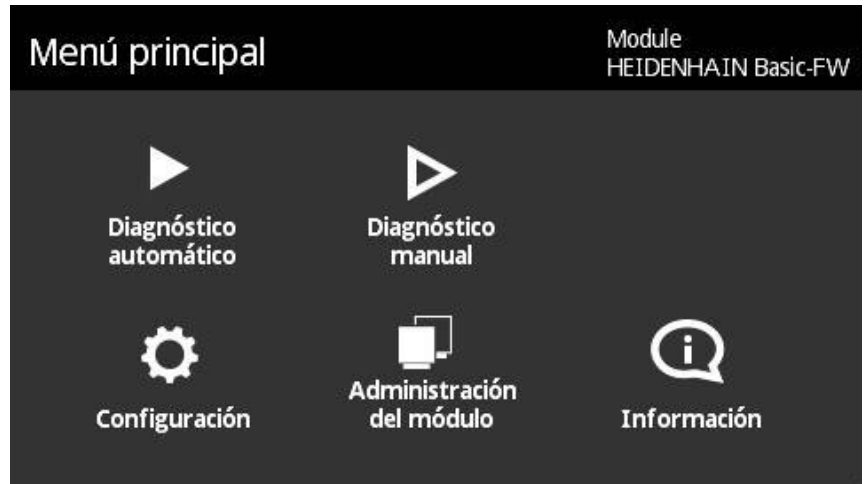 Menú principal
Module
HEIDENHAIN Basic-FW
Diagnóstico
automático
Diagnóstico
manual
Configuración
Administración
del módulo
Información